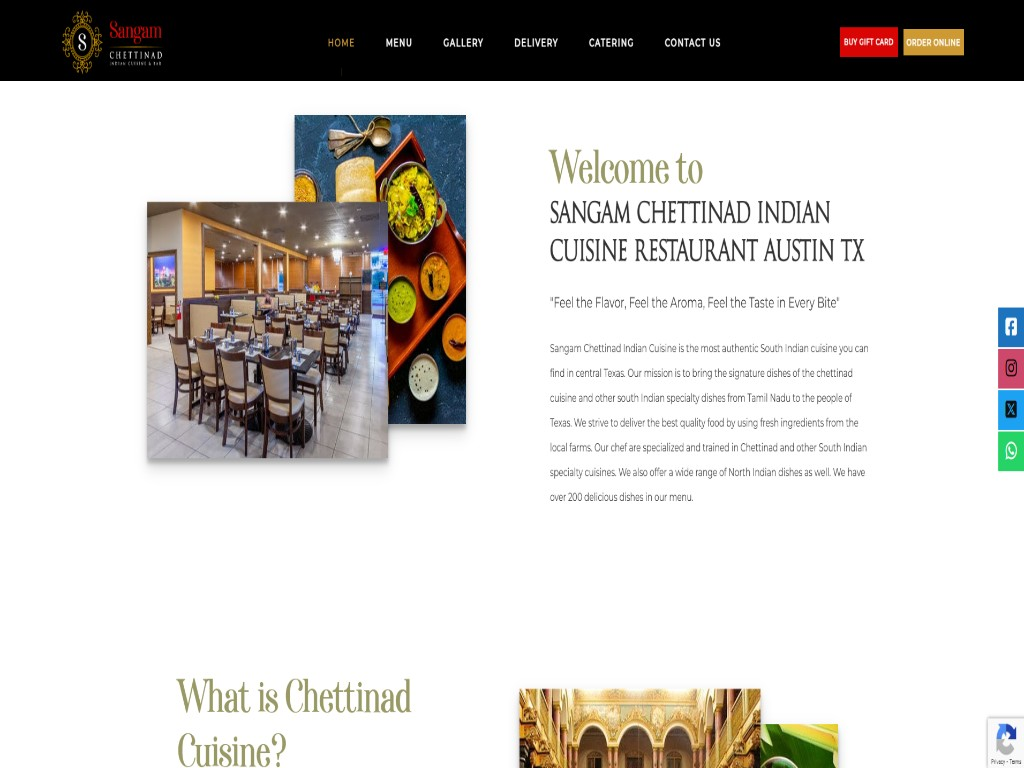 Sangam
CHETTINAD
INDIAN CUISINE & BAR
HOME
MENU
GALLERY
DELIVERY
CATERING
CONTACT US
BUY GIFT CARD
ORDER ONLINE
Welcome to
SANGAM CHETTINAD INDIAN
CUISINE RESTAURANT AUSTIN TX
"Feel the Flavor, Feel the Aroma, Feel the Taste in Every Bite"
Sangam Chettinad Indian Cuisine is the most authentic South Indian cuisine you can
find in central Texas. Our mission is to bring the signature dishes of the chettinad
cuisine and other south Indian specialty dishes from Tamil Nadu to the people of
Texas. We strive to deliver the best quality food by using fresh ingredients from the
local farms. Our chef are specialized and trained in Chettinad and other South Indian
specialty cuisines. We also offer a wide range of North Indian dishes as well. We have
over 200 delicious dishes in our menu.
What is Chettinad
Cuisine?
Privacy - Terms